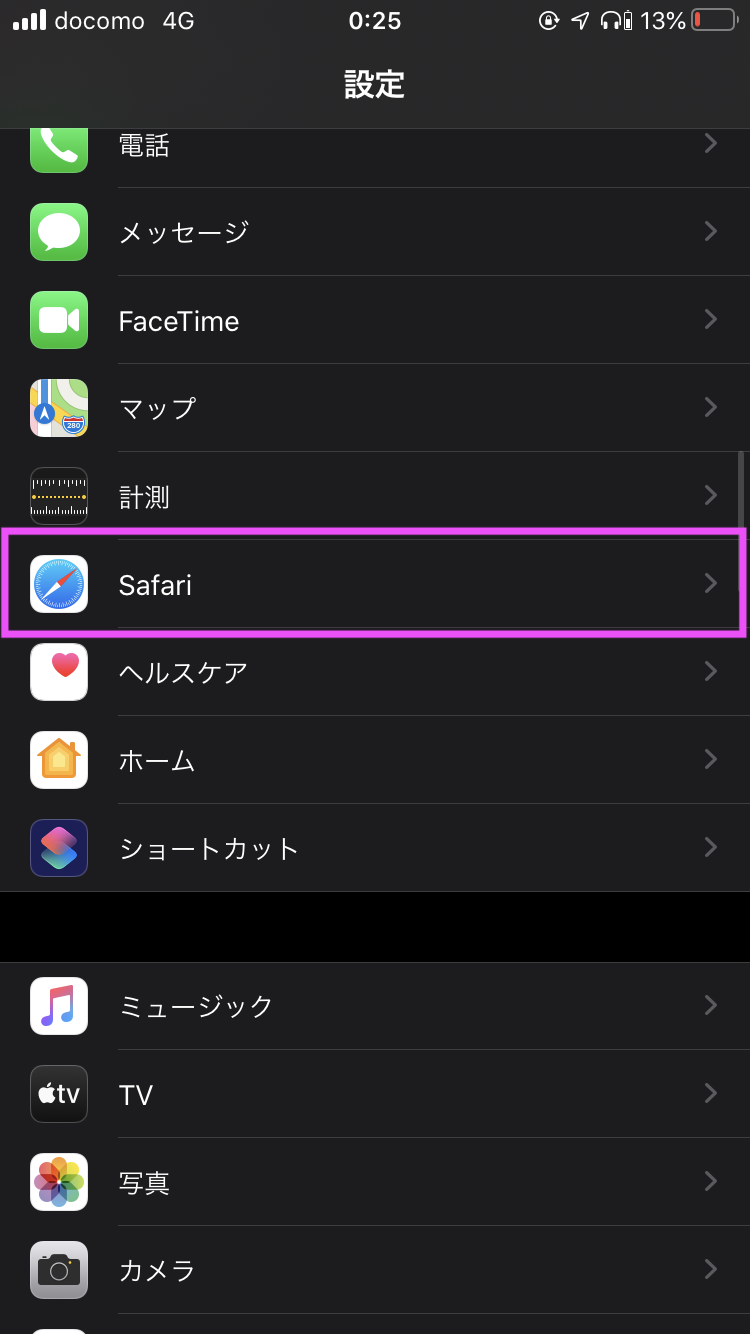 docomo 4G 0:25 13%
設定
電話
メッセージ
FaceTime
マップ
280
計測
Safari
ヘルスケア
ホーム
ショートカット
ミュージック
tv
TV
写真
カメラ